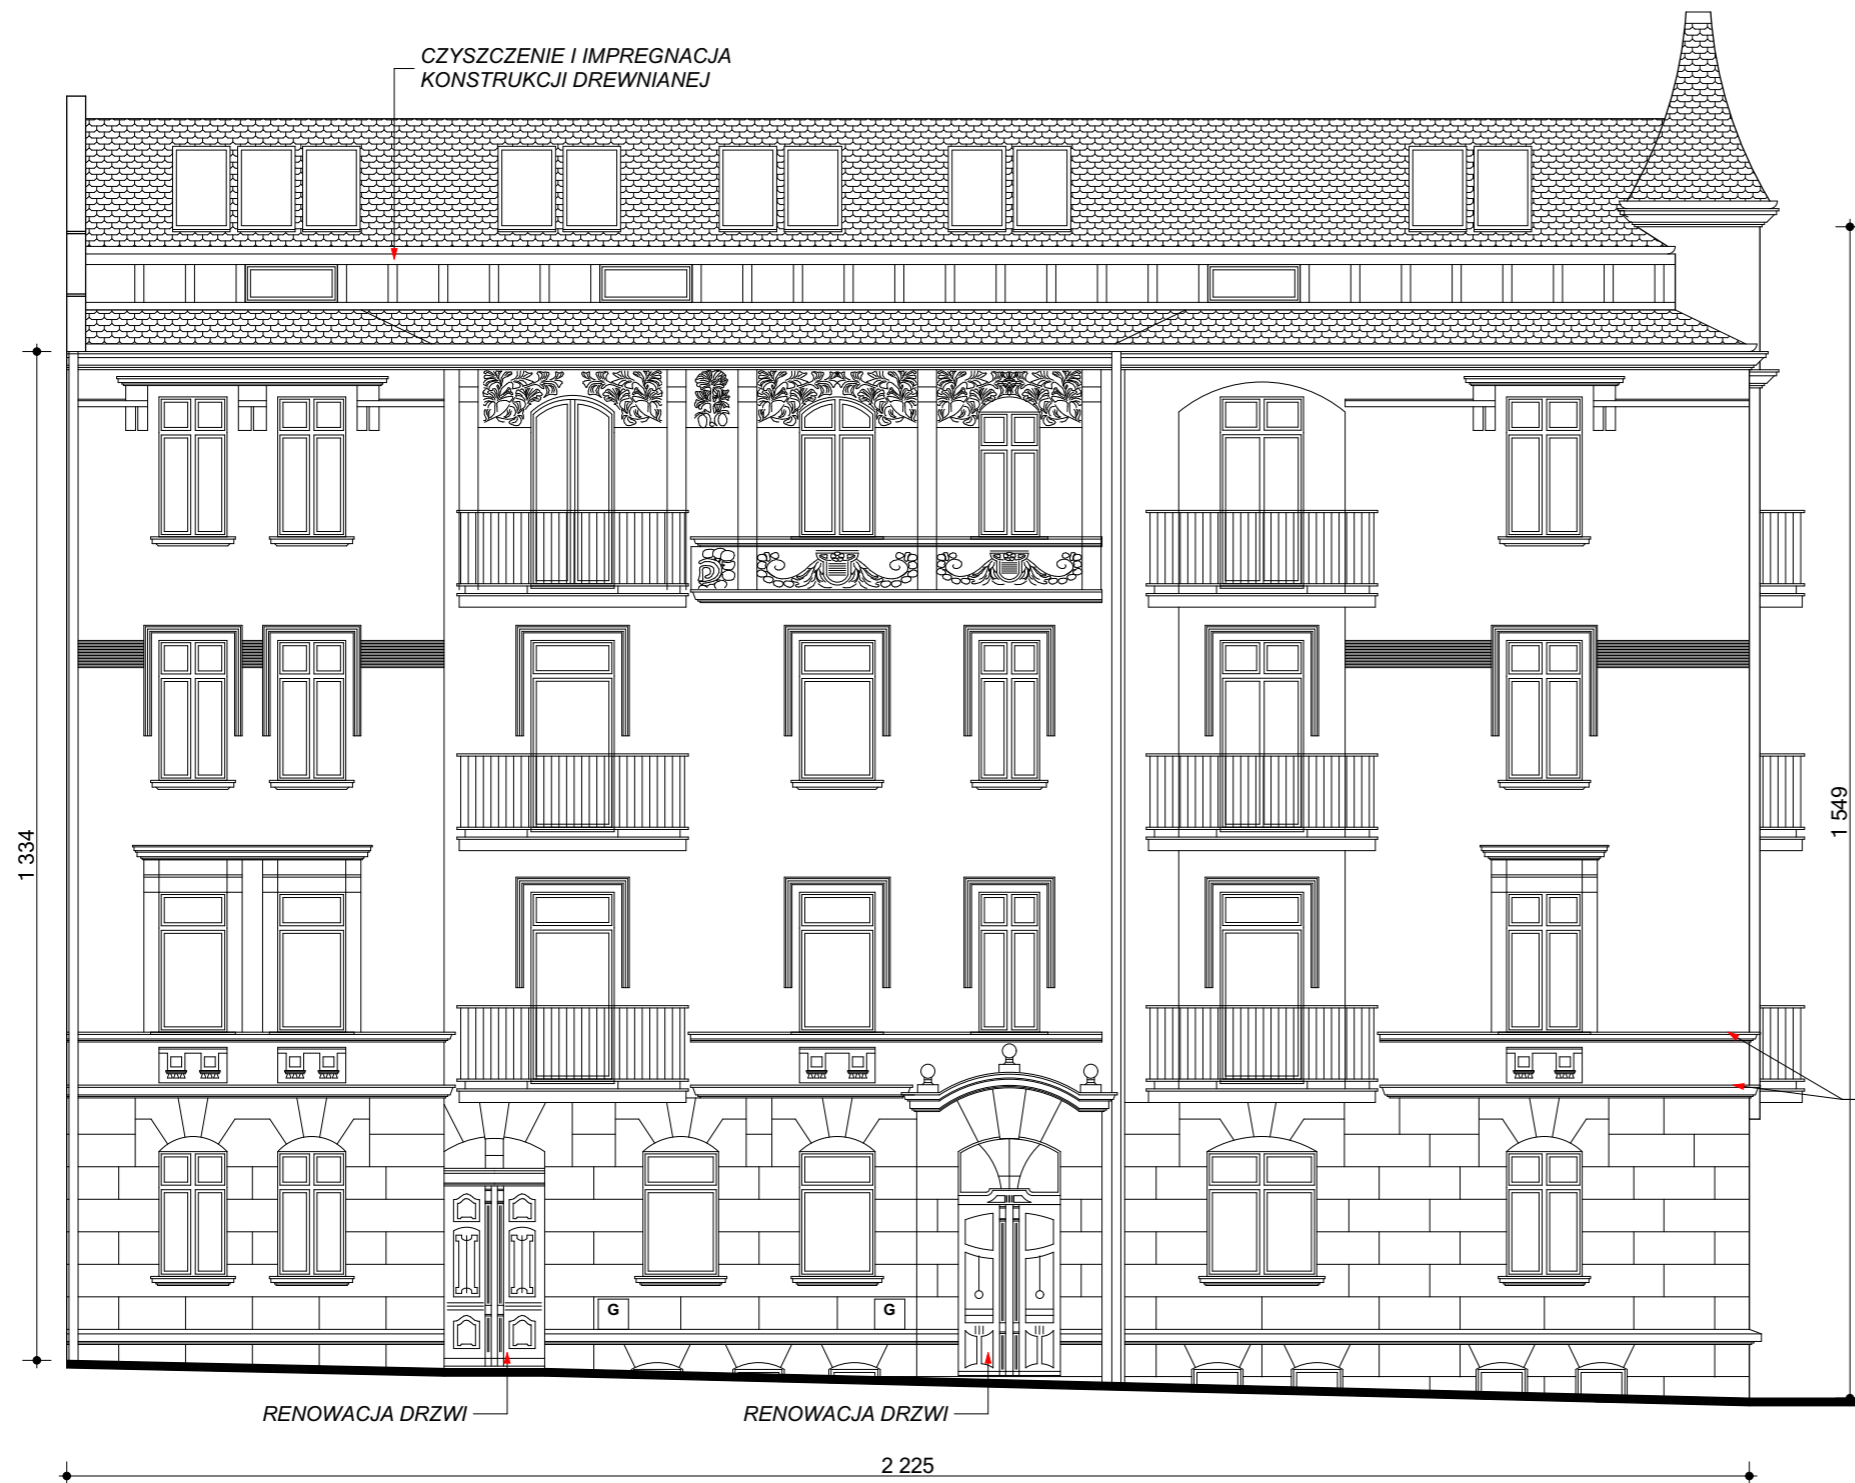 CZYSZCZENIE I IMPREGNACJA
KONSTRUKCJI DREWNIANEJ
1 334
1 549
G
G
RENOWACJA DRZWI
RENOWACJA DRZWI
2 225